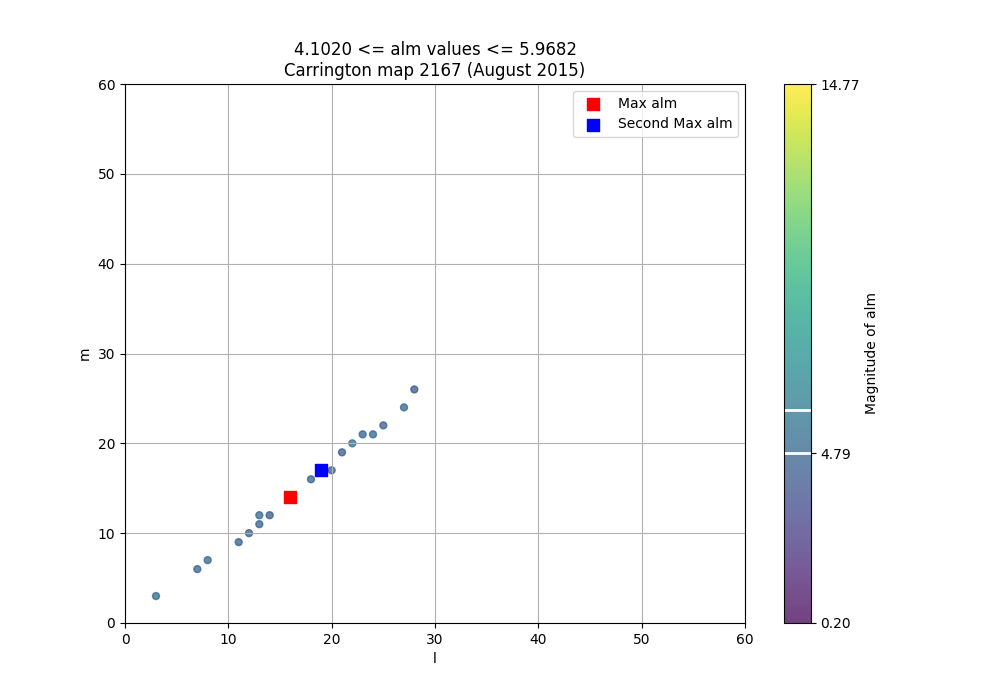 4.1020 <= alm values <= 5.9682
Carrington map 2167 (August 2015)
Max alm
Second Max alm
60
50
40
30
20
10
0
m
0 10 20 30 40 50 60
l
14.77
4.79
0.20
Magnitude of alm